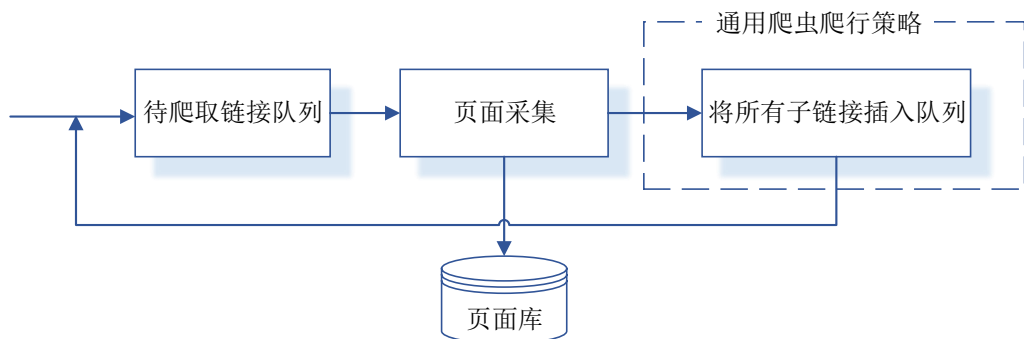 通用爬虫爬行策略
待爬取链接队列
页面采集
将所有子链接插入队列
页面库